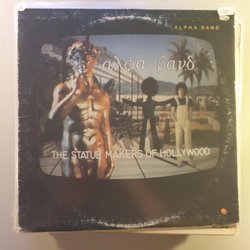 ALPHA BAND
αλφα βανδ
THE STATUE MAKERS OF HOLLYWOOD